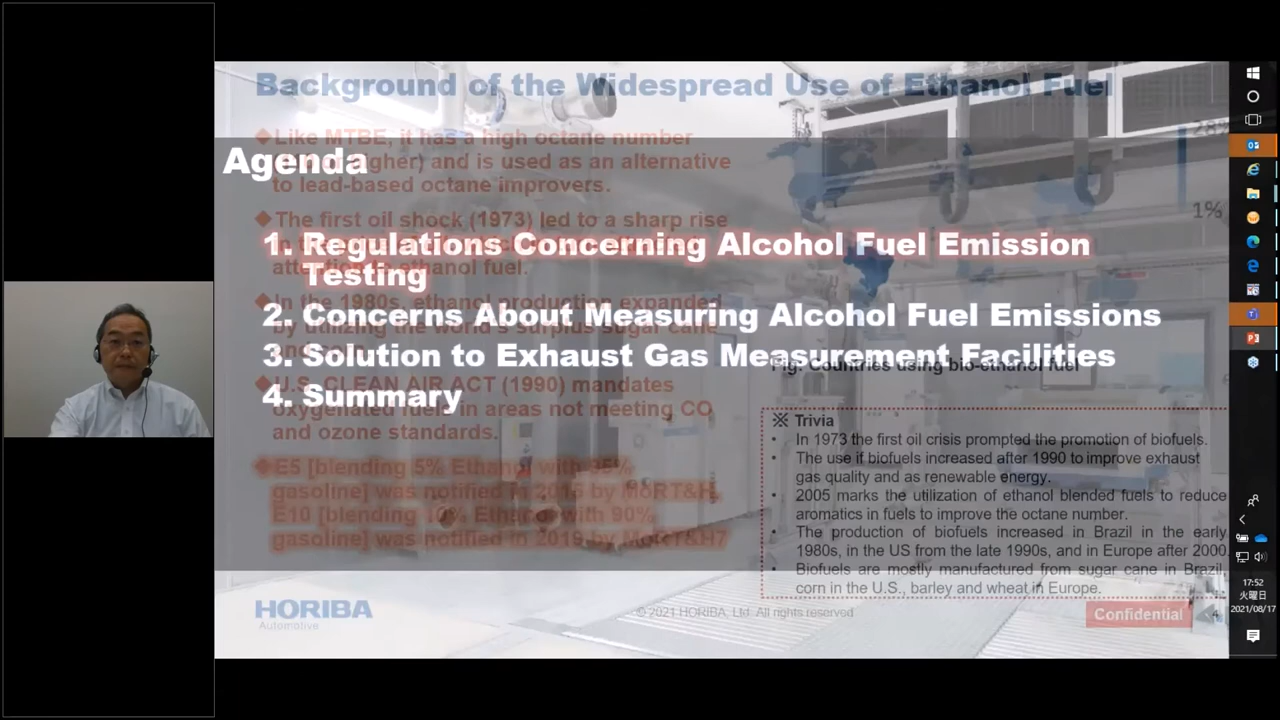 Background of the Widespread Use of Ethanol Fuel
Like MTBE, it has a high octane number
higher) and is used as an alternative
to lead-based octane improvers.
The first oil shock (1973) led to a sharp rise
ethanol fuel.
In the 1980s, ethanol production expanded
by utilizing the world's surplus sugar cane
U.S. CLEAN AIR ACT (1990) mandates
oxygenated fuels in areas not meeting CO
and ozone standards.
E5 [blending 5% Ethanol with
gasoline] was notified in by MoRT&H,
E10 [blending Ethanol with 90%
gasoline] was notified in 2019 by MoRT&H7
Agenda
1. Regulations Concerning Alcohol Fuel Emission
Testing
2. Concerns About Measuring Alcohol Fuel Emissions
3. Solution to Exhaust Gas Measurement Facilities
4. Summary
1%
Fig. Countries using bio-ethanol fuel
※ Trivia
• In 1973 the first oil crisis prompted the promotion of biofuels.
• The use if biofuels increased after 1990 to improve exhaust
gas quality and as renewable energy.
• 2005 marks the utilization of ethanol blended fuels to reduce
aromatics in fuels to improve the octane number.
• The production of biofuels increased in Brazil in the early
1980s, in the US from the late 1990s, and in Europe after 2000.
• Biofuels are mostly manufactured from sugar cane in Brazil,
corn in the U.S., barley and wheat in Europe.
HORIBA
Automotive
© 2021 HORIBA, Ltd. All rights reserved.
Confidential
4
17:52
火曜日
2021/08/17